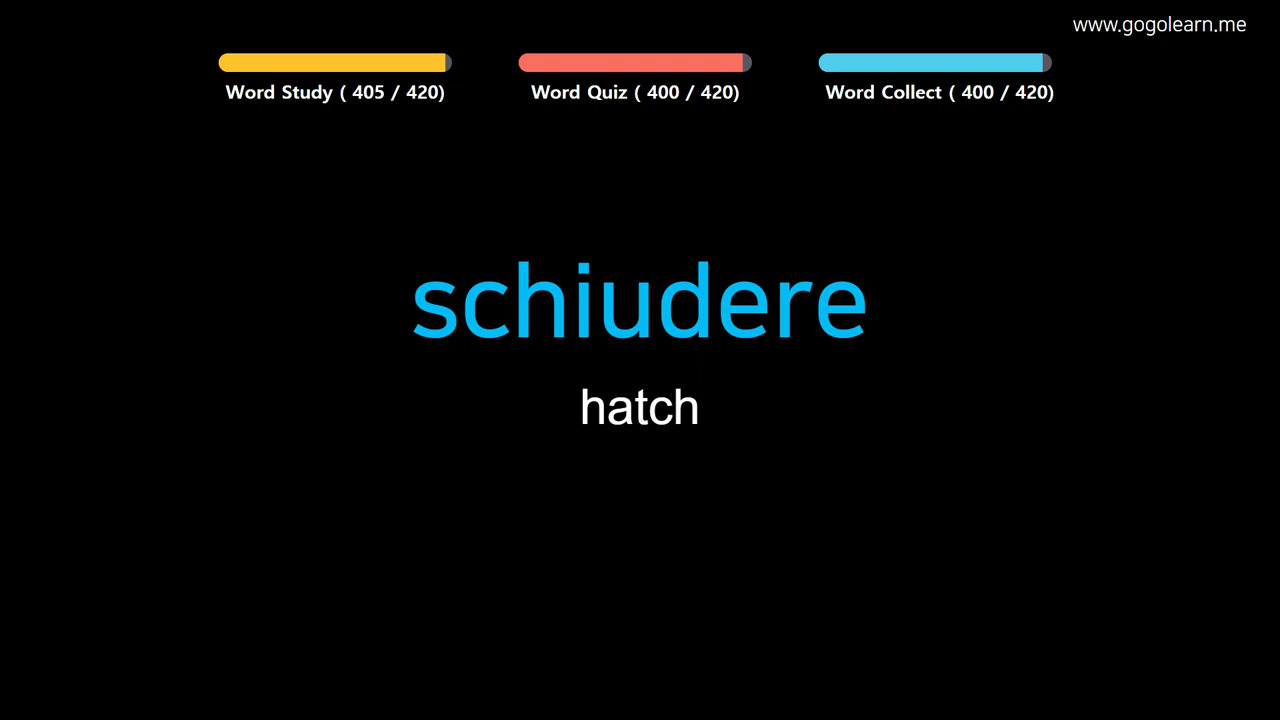 www.gogolearn.me
Word Study ( 405 / 420)
Word Quiz ( 400 / 420)
Word Collect ( 400 / 420)
schiudere
hatch